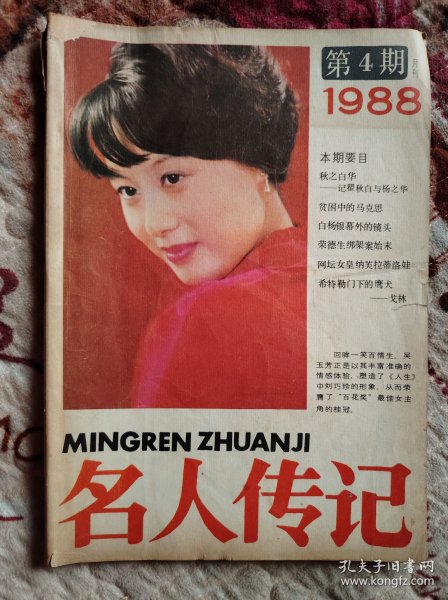 第4期
1988
本期要目
秋之白华
——记瞿秋白与杨之华
贫困中的马克思
白杨银幕外的镜头
荣德生绑架案始末
网坛女皇纳芙拉蒂洛娃
希特勒门下的鹰犬
——戈林
回眸一笑百情生。吴
玉芳正是以其丰富准确的
情感体验，塑造了《人生》
中刘巧珍的形象，从而荣
膺了“百花奖”最佳女主
角的桂冠。
MINGREN ZHUANJI
名人传记
孔夫子旧书网
www.kongfz.com